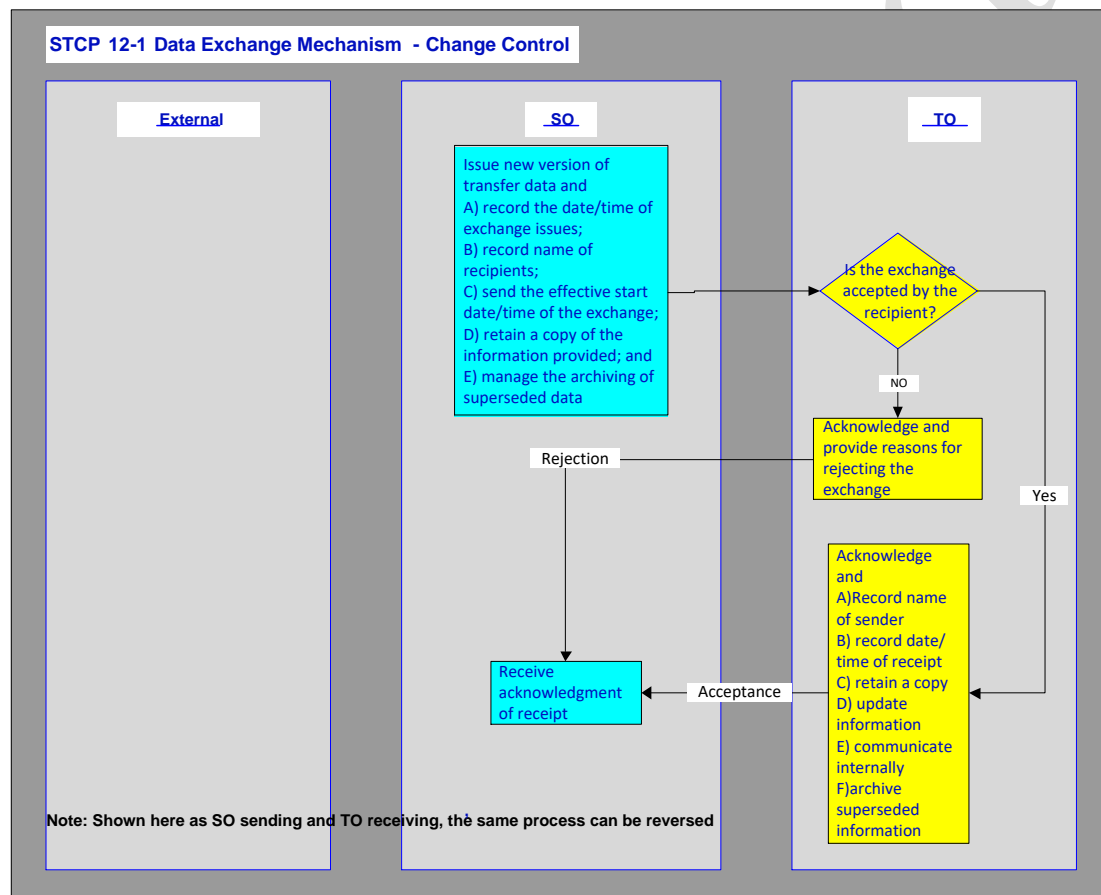 STCP 12-1 Data Exchange Mechanism - Change Control
External
SO
TO
Issue new version of
transfer data and
A) record the date/time of
exchange issues;
B) record name of
recipients;
C) send the effective start
date/time of the exchange;
D) retain a copy of the
information provided; and
E) manage the archiving of
superseded data
Is the exchange
accepted by the
recipient?
NO
Acknowledge and
provide reasons for
rejecting the
exchange
Rejection
Yes
Acknowledge
and
A)Record name
of sender
B) record date/
time of receipt
C) retain a copy
D) update
information
E) communicate
internally
F)archive
superseded
information
Receive
acknowledgment
of receipt
Acceptance
Note: Shown here as SO sending and TO receiving, the same process can be reversed